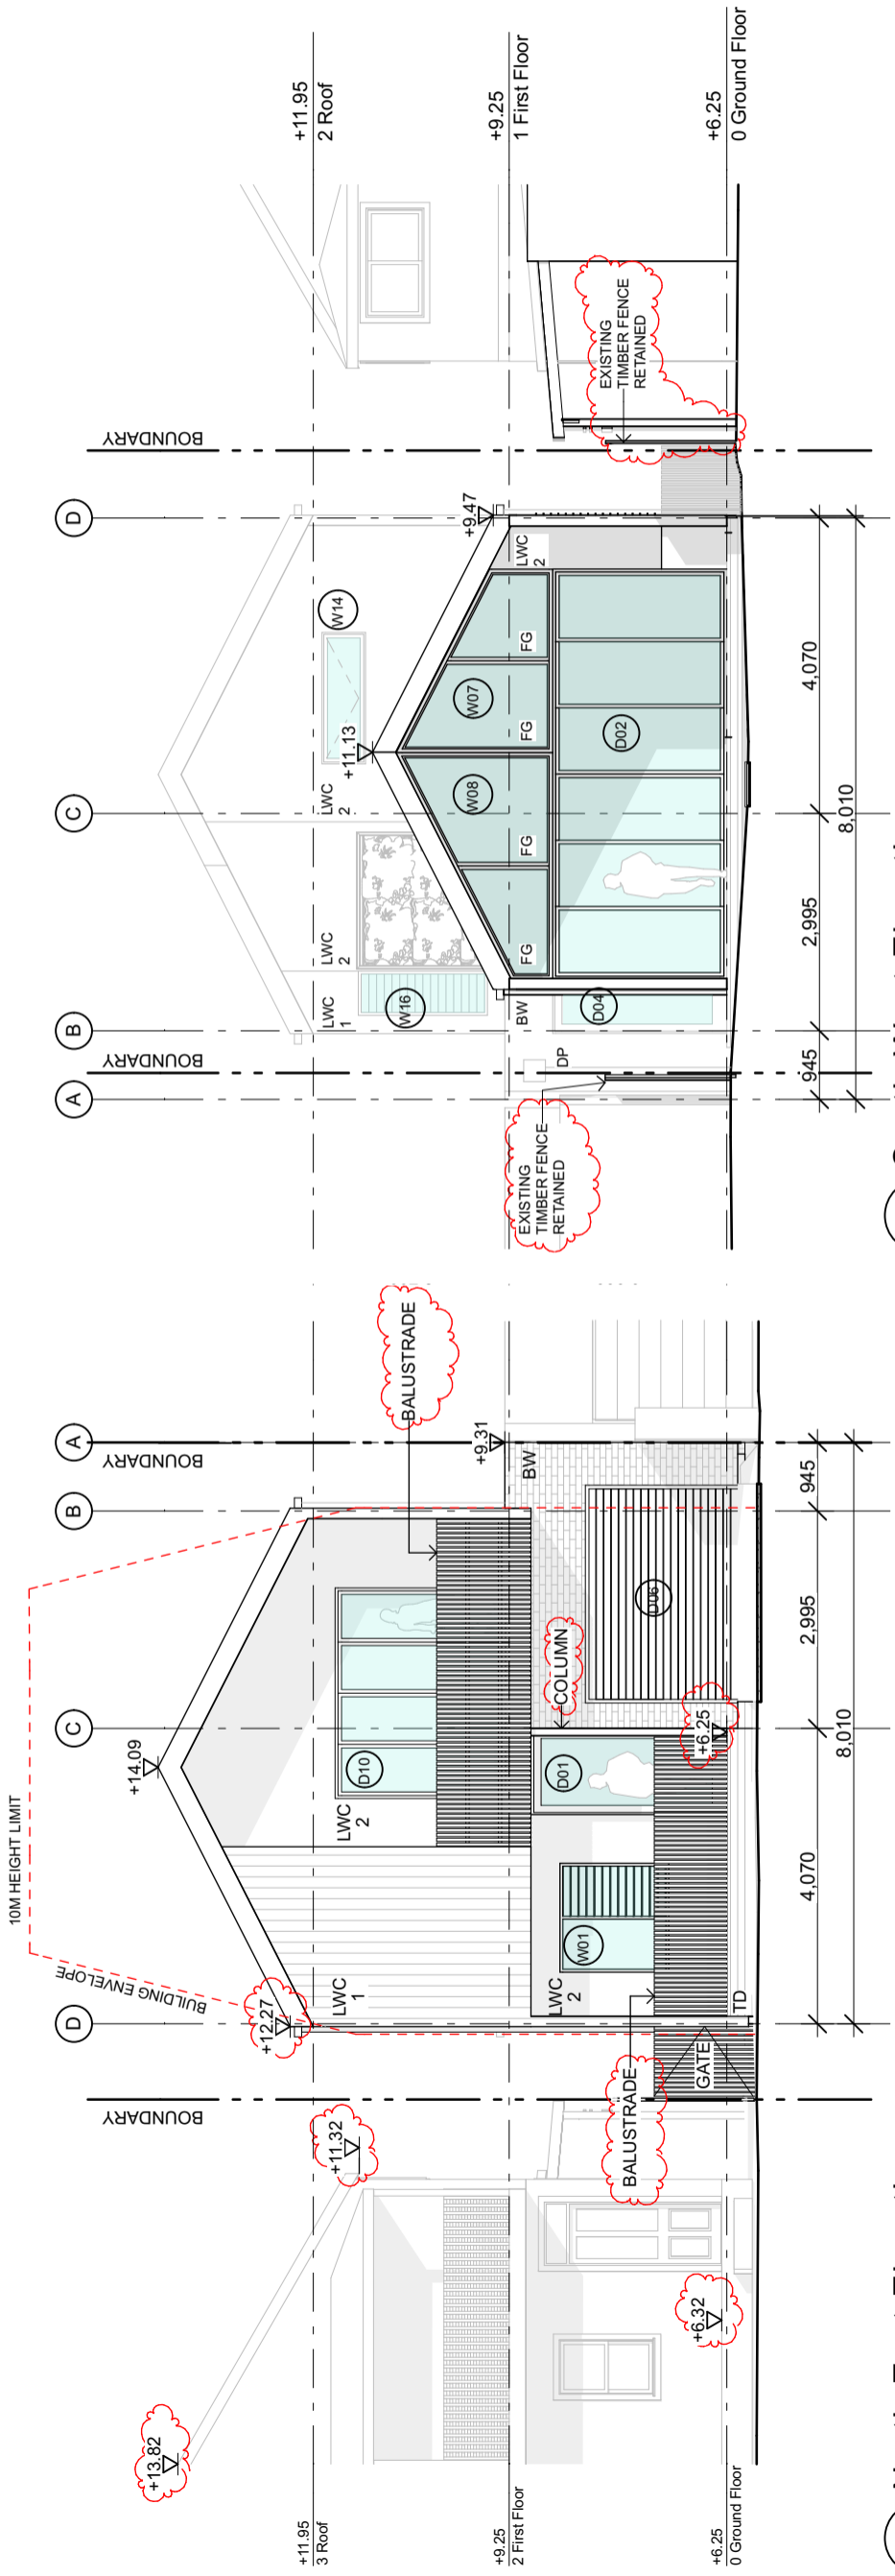 10M HEIGHT LIMIT
BUILDING ENVELOPE
BOUNDARY
D
C
B
A
BOUNDARY
+13.82
+11.32
+12.27
+14.09
BALUSTRADE
+11.95
3 Roof
LWC
1
LWC
2
D10
+9.31
BW
+9.25
2 First Floor
LWC
2
W01
D01
COLUMN
D06
BALUSTRADE
+6.32
+6.25
GATE
TD
+6.25
0 Ground Floor
4,070
2,995
945
8,010
A
BOUNDARY
B
C
D
BOUNDARY
+11.95
2 Roof
LWC
1
LWC
2
LWC
2
W14
W16
+11.13
+9.47
W08
W07
LWC
2
+9.25
1 First Floor
BW
FG
FG
FG
FG
EXISTING
TIMBER FENCE
RETAINED
DP
D04
D02
EXISTING
TIMBER FENCE
RETAINED
+6.25
0 Ground Floor
945
2,995
4,070
8,010